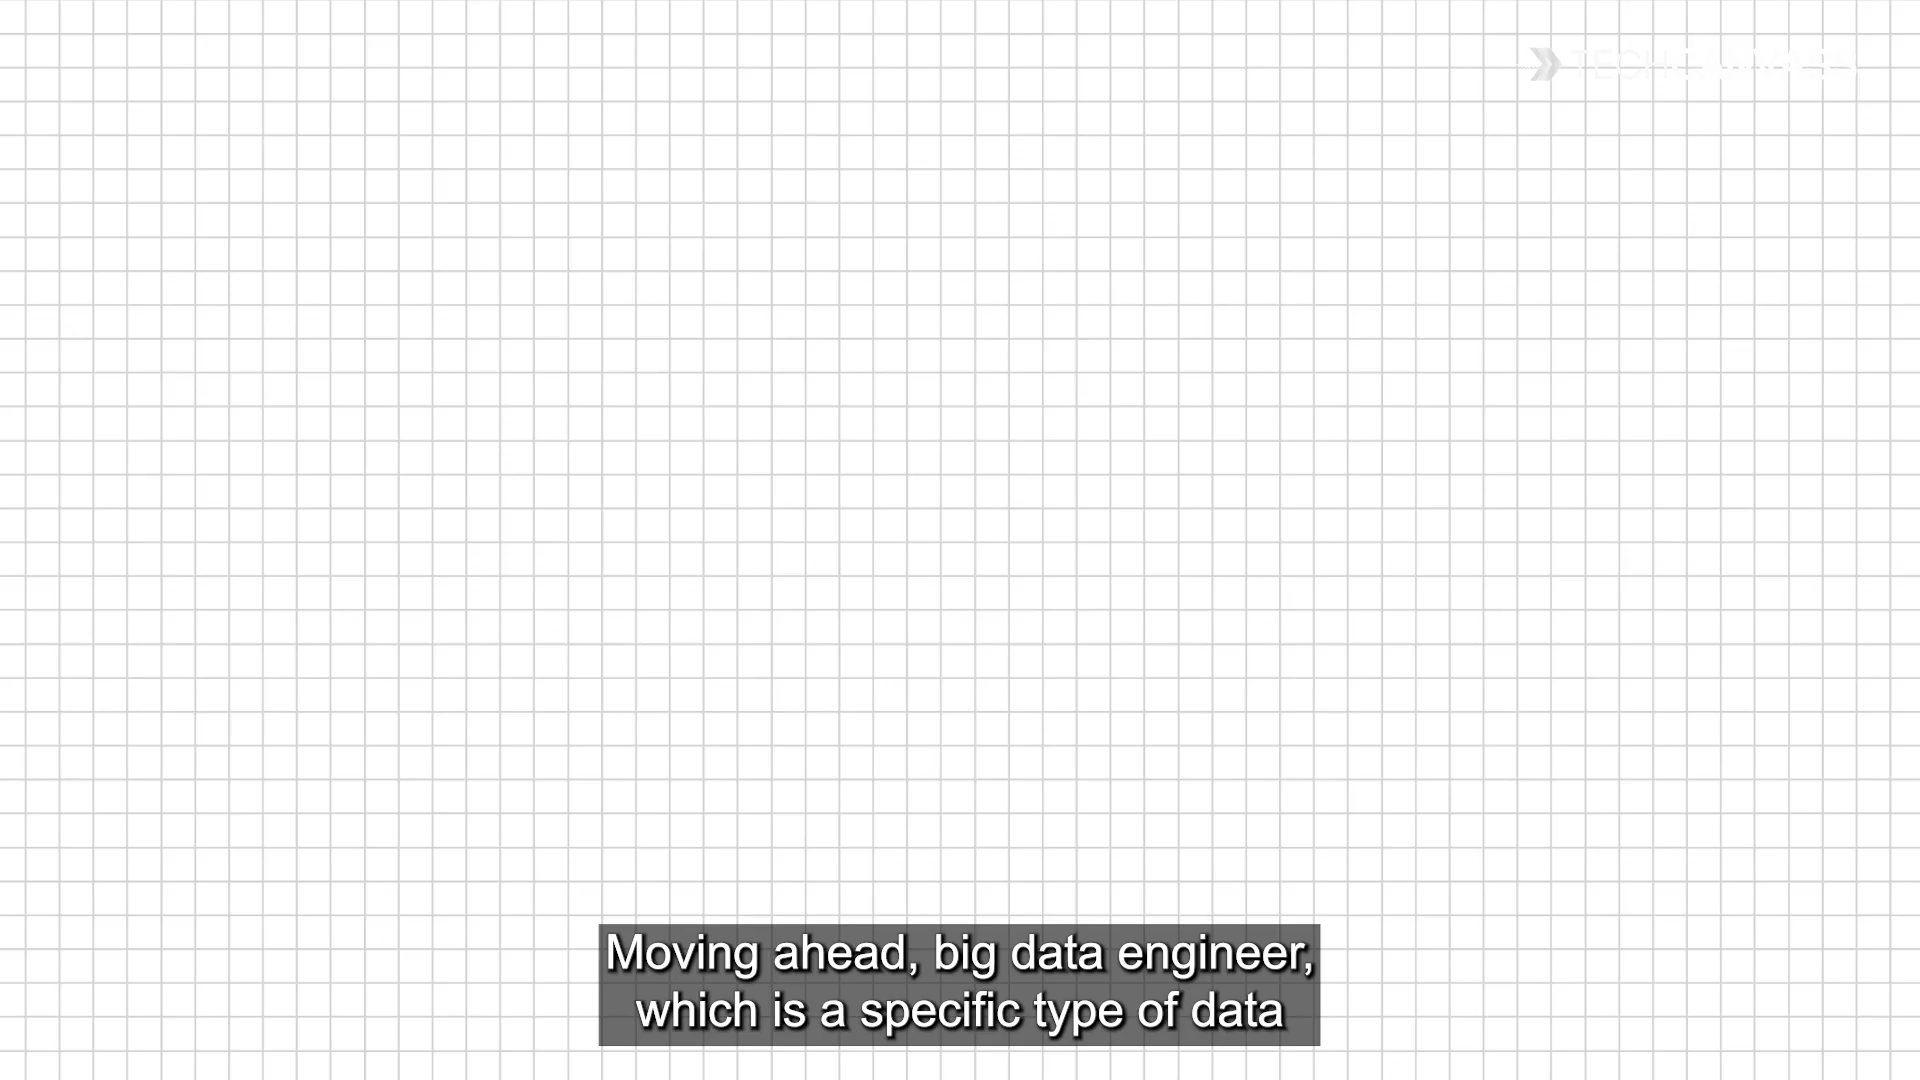 Moving ahead, big data engineer,
which is a specific type of data